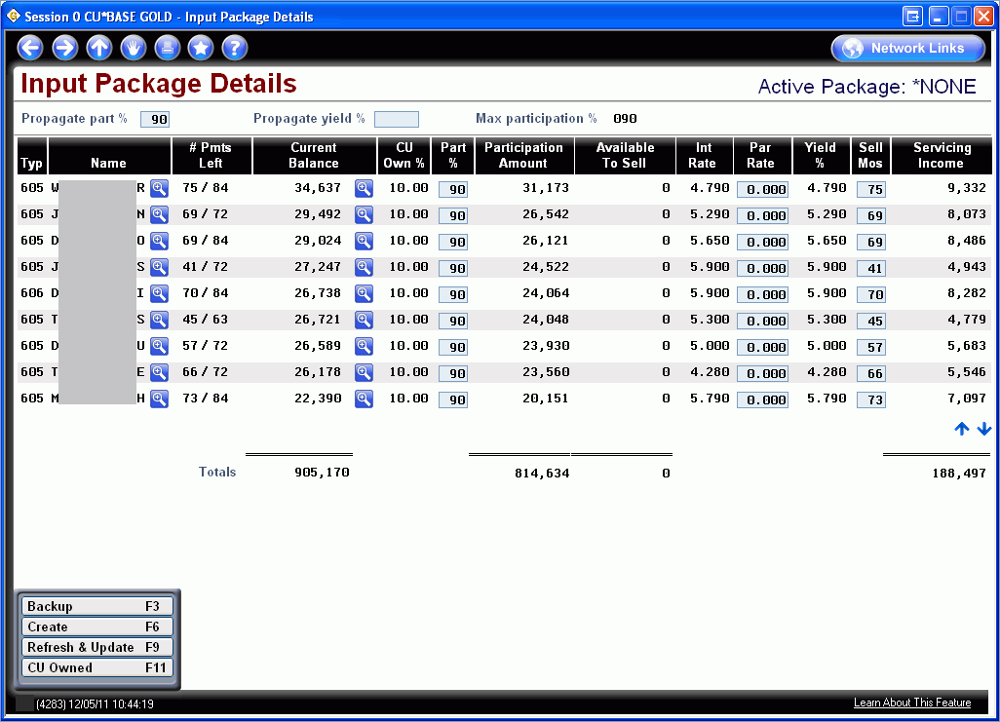 Session 0 CU*BASE GOLD - Input Package Details
? Network Links
Input Package Details
Active Package: *NONE
Propagate part % 90 Propagate yield % Max participation % 090
# Pmts Current CU Part Participation Available Int Par Yield Sell Servicing
Typ Name Left Balance Own % % Amount To Sell Rate Rate % Mos Income
605 W R 75 / 84 34,637 10.00 90 31,173 0 4.790 0.000 4.790 75 9,332
605 J N 69 / 72 29,492 10.00 90 26,542 0 5.290 0.000 5.290 69 8,073
605 D O 69 / 84 29,024 10.00 90 26,121 0 5.650 0.000 5.650 69 8,486
605 J S 41 / 72 27,247 10.00 90 24,522 0 5.900 0.000 5.900 41 4,943
606 D I 70 / 84 26,738 10.00 90 24,064 0 5.900 0.000 5.900 70 8,282
605 T S 45 / 63 26,721 10.00 90 24,048 0 5.300 0.000 5.300 45 4,779
605 D U 57 / 72 26,589 10.00 90 23,930 0 5.000 0.000 5.000 57 5,683
605 T E 66 / 72 26,178 10.00 90 23,560 0 4.280 0.000 4.280 66 5,546
605 M H 73 / 84 22,390 10.00 90 20,151 0 5.790 0.000 5.790 73 7,097
Totals 905,170 814,634 0 188,497
Backup F3
Create F6
Refresh & Update F9
CU Owned F11
(4283) 12/05/11 10:44:19 Learn About This Feature